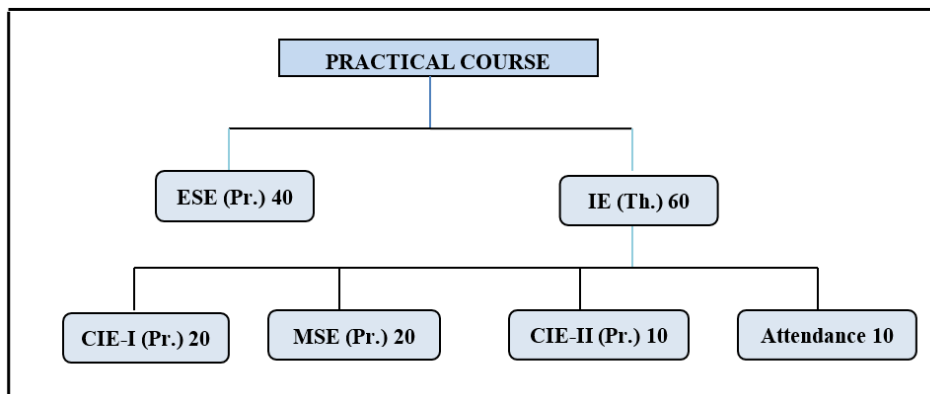 PRACTICAL COURSE
ESE (Pr.) 40
IE (Th.) 60
CIE-I (Pr.) 20
MSE (Pr.) 20
CIE-II (Pr.) 10
Attendance 10